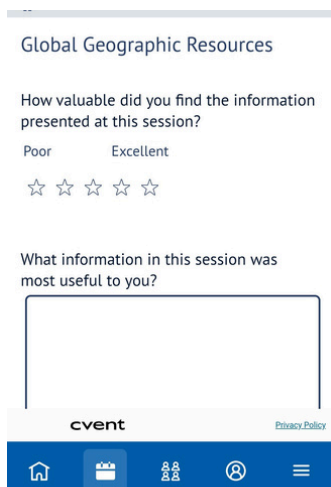 Global Geographic Resources
How valuable did you find the information
presented at this session?
Poor Excellent
What information in this session was
most useful to you?
cvent Privacy Policy